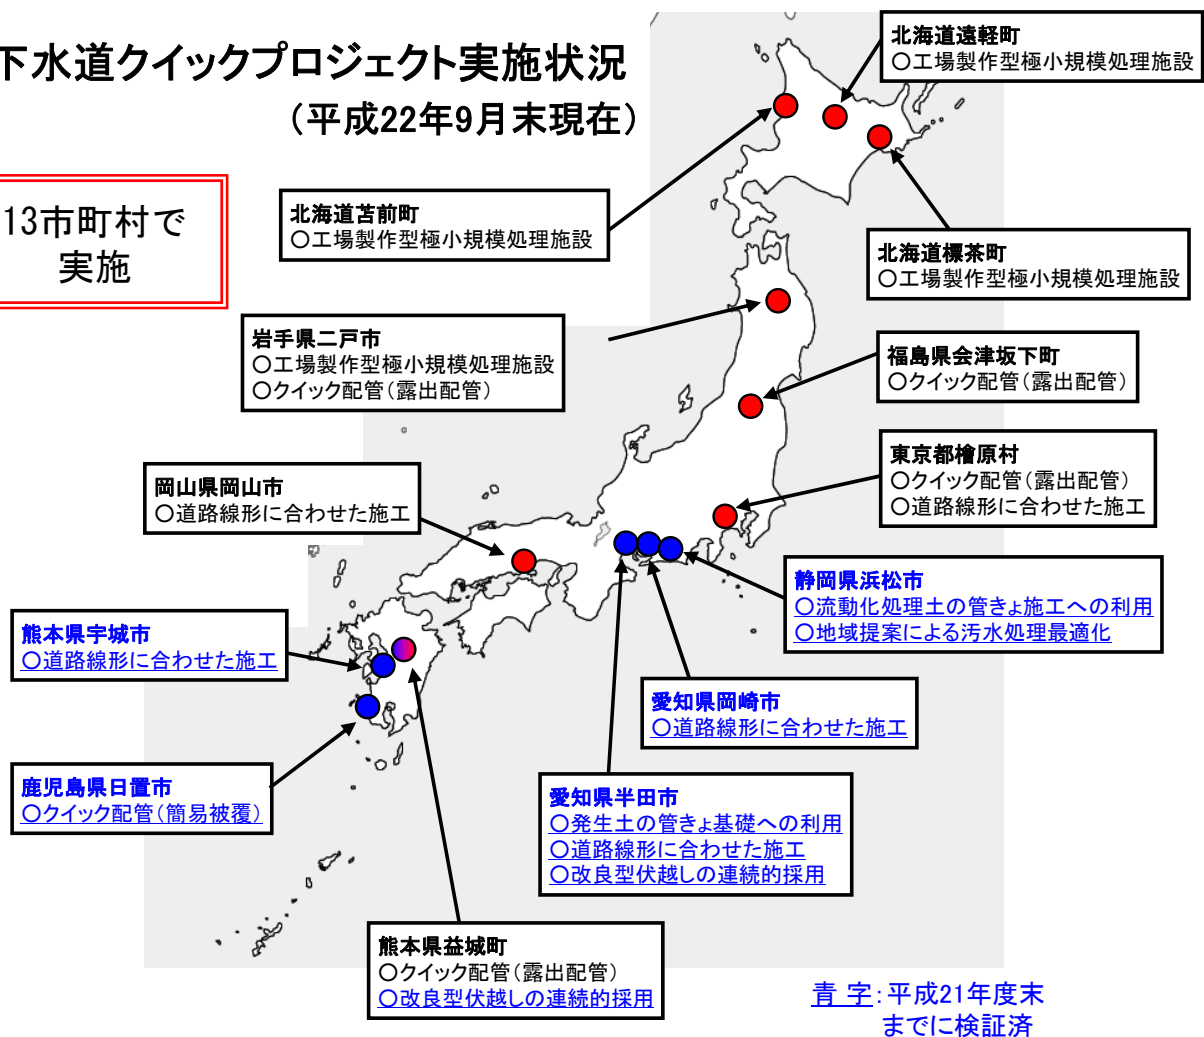 下水道クイックプロジェクト実施状況
（平成22年9月末現在）
13市町村で
実施
北海道遠軽町
○工場製作型極小規模処理施設
北海道苫前町
○工場製作型極小規模処理施設
北海道標茶町
○工場製作型極小規模処理施設
岩手県二戸市
○工場製作型極小規模処理施設
○クイック配管（露出配管）
福島県会津坂下町
○クイック配管（露出配管）
東京都檜原村
○クイック配管（露出配管）
○道路線形に合わせた施工
岡山県岡山市
○道路線形に合わせた施工
静岡県浜松市
○流動化処理土の管きょ施工への利用
○地域提案による汚水処理最適化
熊本県宇城市
○道路線形に合わせた施工
愛知県岡崎市
○道路線形に合わせた施工
鹿児島県日置市
○クイック配管（簡易被覆）
愛知県半田市
○発生土の管きょ基礎への利用
○道路線形に合わせた施工
○改良型伏越しの連続的採用
熊本県益城町
○クイック配管（露出配管）
○改良型伏越しの連続的採用
青 字：平成21年度末
までに検証済